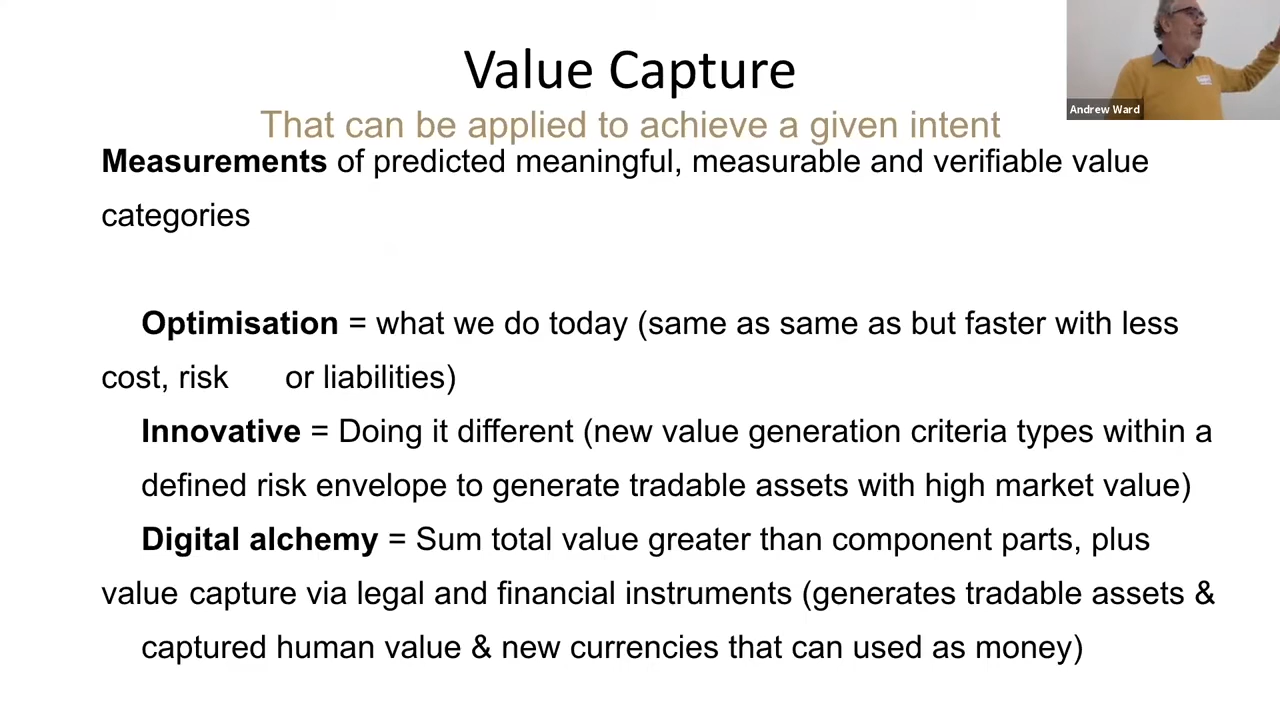 Value Capture
That can be applied to achieve a given intent
Andrew Ward
Measurements of predicted meaningful, measurable and verifiable value
categories
Optimisation = what we do today (same as same as but faster with less
cost, risk or liabilities)
Innovative = Doing it different (new value generation criteria types within a
defined risk envelope to generate tradable assets with high market value)
Digital alchemy = Sum total value greater than component parts, plus
value capture via legal and financial instruments (generates tradable assets &
captured human value & new currencies that can used as money)